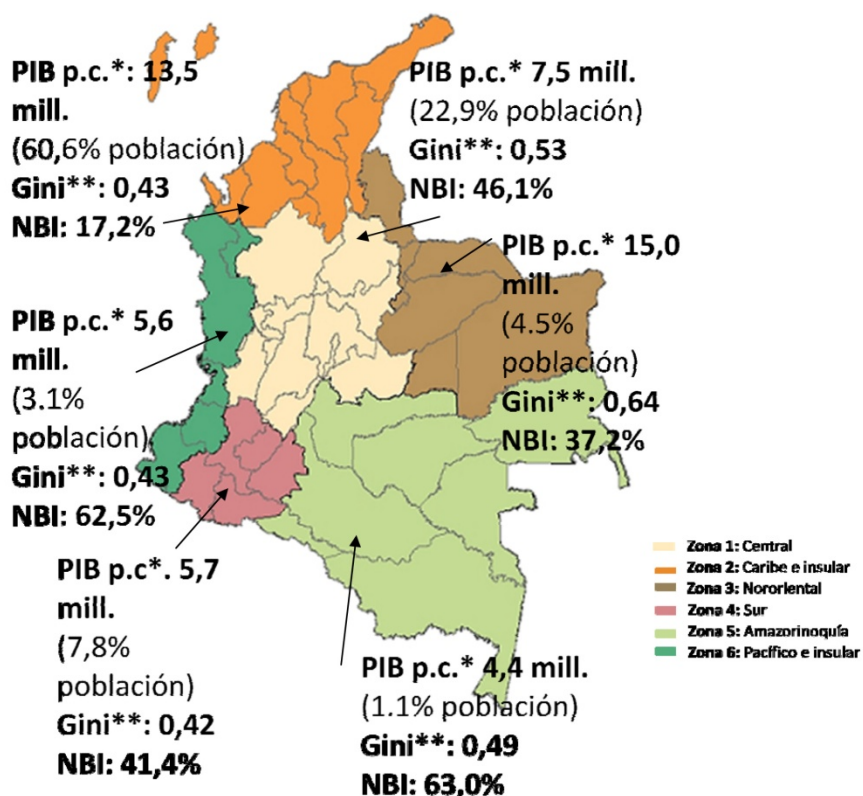 PIB p.c.*: 13,5
mill.
(60,6% población)
Gini**: 0,43
NBI: 17,2%
PIB p.c.* 7,5 mill.
(22,9% población)
Gini**: 0,53
NBI: 46,1%
PIB p.c.* 15,0
mill.
(4.5%
población)
Gini**: 0,64
NBI: 37,2%
PIB p.c.* 5,6
mill.
(3.1%
población)
Gini**: 0,43
NBI: 62,5%
PIB p.c*. 5,7
mill.
(7,8%
población)
Gini**: 0,42
NBI: 41,4%
PIB p.c.* 4,4 mill.
(1.1% población)
Gini**: 0,49
NBI: 63,0%
Zona 1: Central
Zona 2: Caribe e insular
Zona 3: Nororiental
Zona 4: Sur
Zona 5: Amazorinoquía
Zona 6: Pacífico e insular